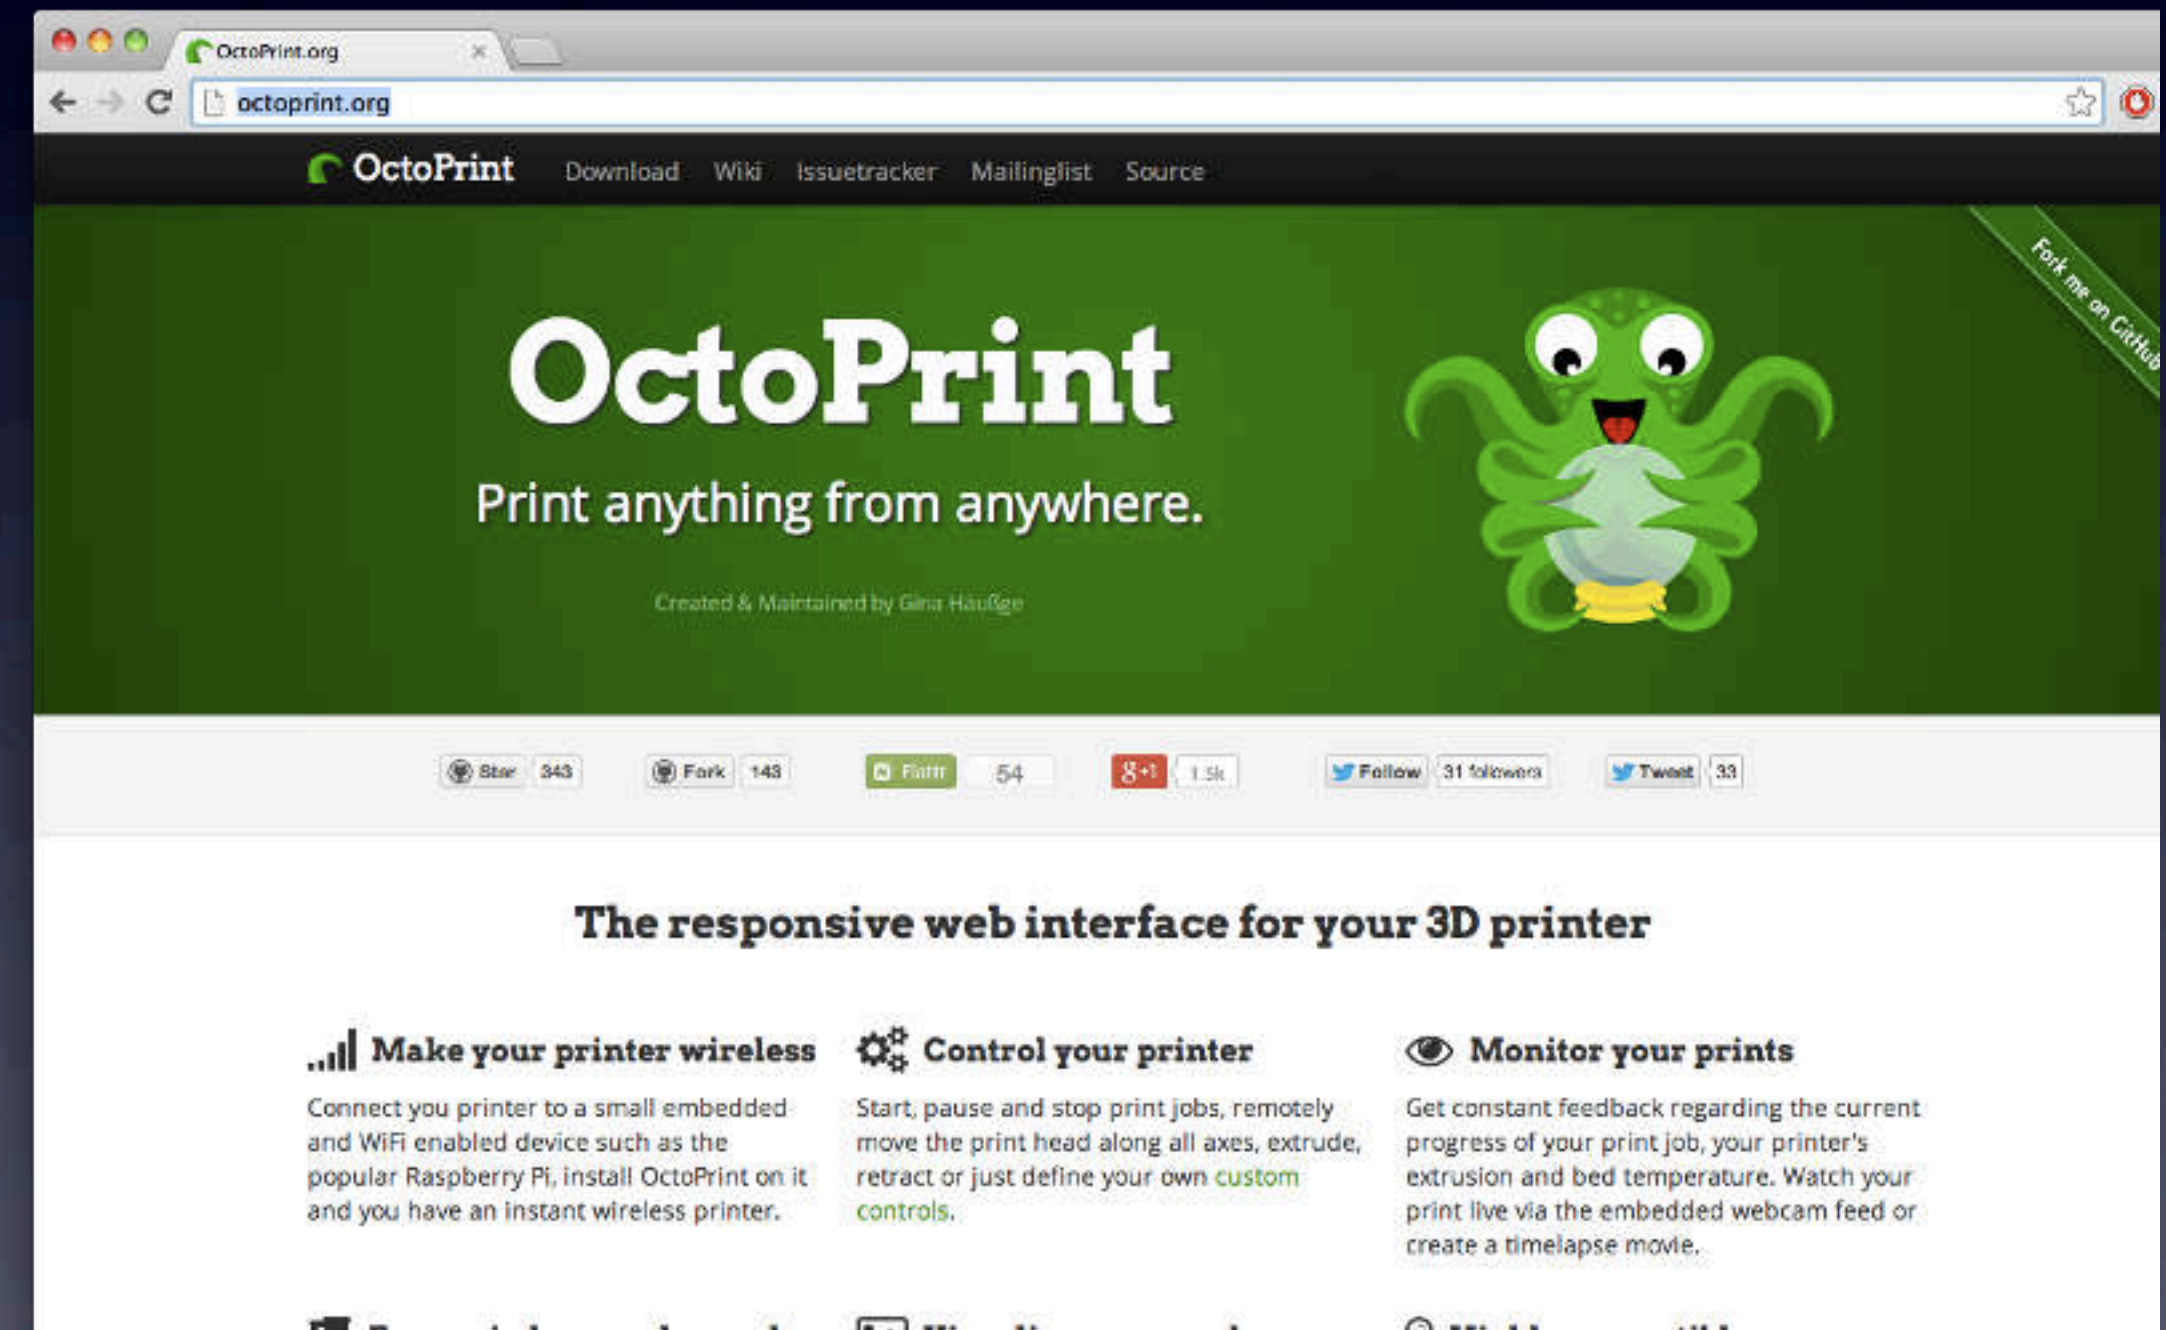 OctoPrint.org
octoprint.org
OctoPrint Download Wiki Issuetracker Mailinglist Source
Fork me on GitHub
OctoPrint
Print anything from anywhere.
Created & Maintained by Gina Häußge
Star 343 Fork 143 Flattr 54 g+1 1.5k Follow 31 followers Tweet 33
The responsive web interface for your 3D printer
Make your printer wireless
Connect you printer to a small embedded
and WiFi enabled device such as the
popular Raspberry Pi, install OctoPrint on it
and you have an instant wireless printer.
Control your printer
Start, pause and stop print jobs, remotely
move the print head along all axes, extrude,
retract or just define your own custom
controls.
Monitor your prints
Get constant feedback regarding the current
progress of your print job, your printer's
extrusion and bed temperature. Watch your
print live via the embedded webcam feed or
create a timelapse movie.